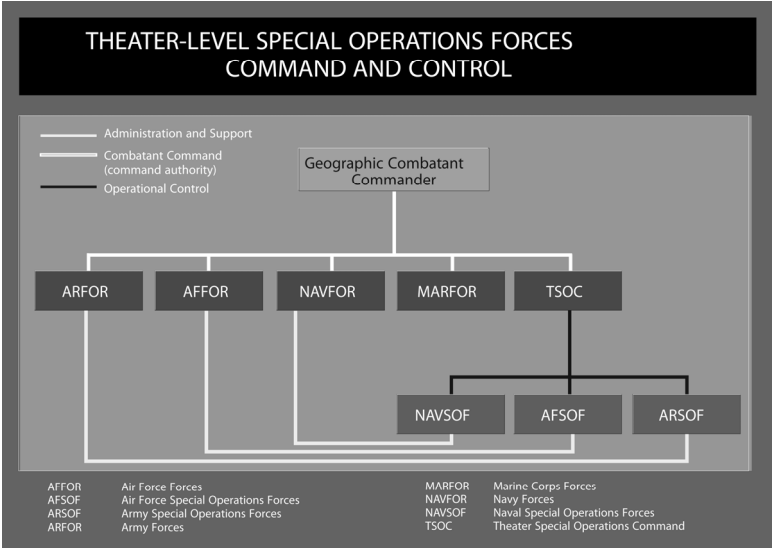 THEATER-LEVEL SPECIAL OPERATIONS FORCES
COMMAND AND CONTROL
Administration and Support
Combatant Command
(command authority)
Operational Control
Geographic Combatant
Commander
ARFOR
AFFOR
NAVFOR
MARFOR
TSOC
NAVSOF
AFSOF
ARSOF
AFFOR Air Force Forces
AFSOF Air Force Special Operations Forces
ARSOF Army Special Operations Forces
ARFOR Army Forces
MARFOR Marine Corps Forces
NAVFOR Navy Forces
NAVSOF Naval Special Operations Forces
TSOC Theater Special Operations Command